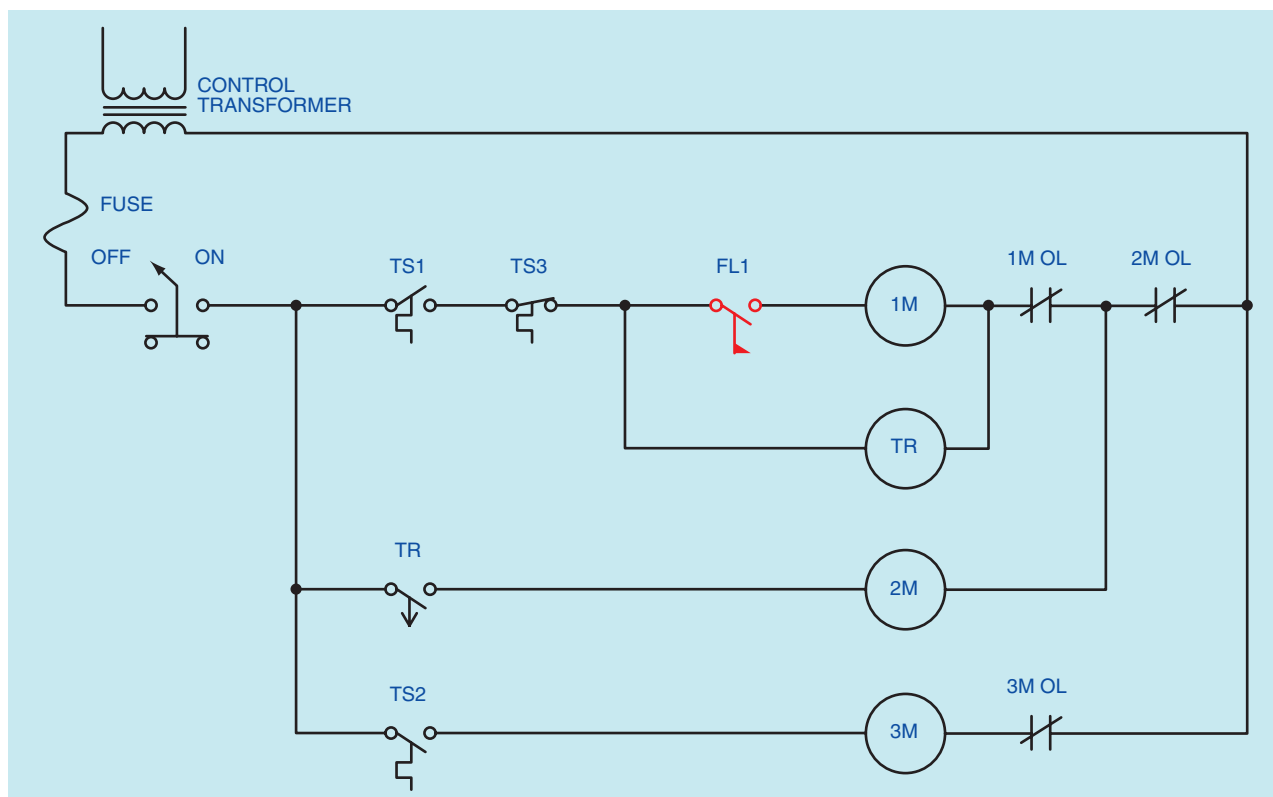 CONTROL
TRANSFORMER
FUSE
OFF
ON
TS1
TS3
FL1
1M OL
2M OL
1M
TR
TR
2M
TS2
3M OL
3M